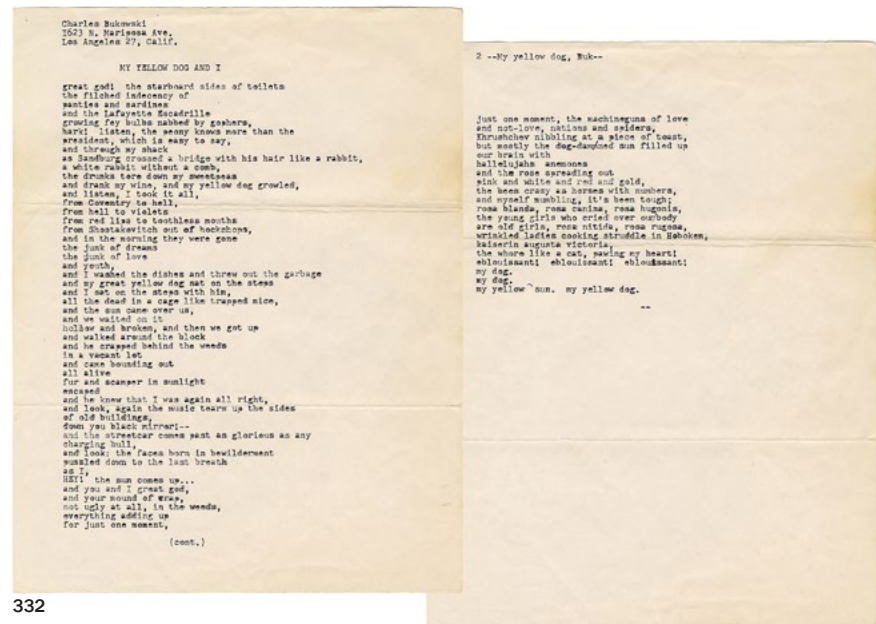 Charles Bukowski
1623 N. Mariposa Ave.
Los Angeles 27, Calif.
MY YELLOW DOG AND I
great god! the starboard sides of toilets
the filched indecency of
panties and sardines
and the Lafayette Escadrille
growing fey bulbs nabbed by gophers,
hark! listen, the peony knows more than the
president, which is easy to say,
and through my shack
as Sandburg crossed a bridge with his hair like a rabbit,
a white rabbit without a comb,
the drunks tore down my sweetpeas
and drank my wine, and my yellow dog growled,
and listen, I took it all,
from Coventry to hell,
from hell to violets
from red lips to toothless mouths
from Shostakovitch out of hockshops,
and in the morning they were gone
the junk of dreams
the junk of love
and youth,
and I washed the dishes and threw out the garbage
and my great yellow dog sat on the steps
and I sat on the steps with him,
all the dead in a cage like trapped mice,
and the sun came over us,
and we waited on it
hollow and broken, and then we got up
and walked around the block
and he crapped behind the weeds
in a vacant lot
and came bounding out
all alive
fur and scamper in sunlight
escaped
and he knew that I was again all right,
and look, again the music tears up the sides
of old buildings,
down you black mirror!--
and the streetcar comes past as glorious as any
charging bull,
and look: the faces born in bewilderment
puzzled down to the last breath
as I,
HEY! the sun comes up...
and you and I great god,
and your mound of crap,
not ugly at all, in the weeds,
everything adding up
for just one moment,
(cont.)
2 --My yellow dog, Buk--
just one moment, the machineguns of love
and not-love, nations and spiders,
Khrushchev nibbling at a piece of toast,
but mostly the dog-damned sun filled up
our brain with
hallelujahs anemones
and the rose spreading out
pink and white and red and gold,
the bees crazy as horses with numbers,
and myself mumbling, it's been tough;
rosa blanda, rosa canina, rosa hugonis,
the young girls who cried over ourbody
are old girls, rosa nitida, rosa rugosa,
wrinkled ladies cooking struddle in Hoboken,
kaiserin augusta victoria,
the whore like a cat, pawing my heart!
eblouissant! eblouissant! eblouissant!
my dog.
my dog.
my yellow sun. my yellow dog.
--
332